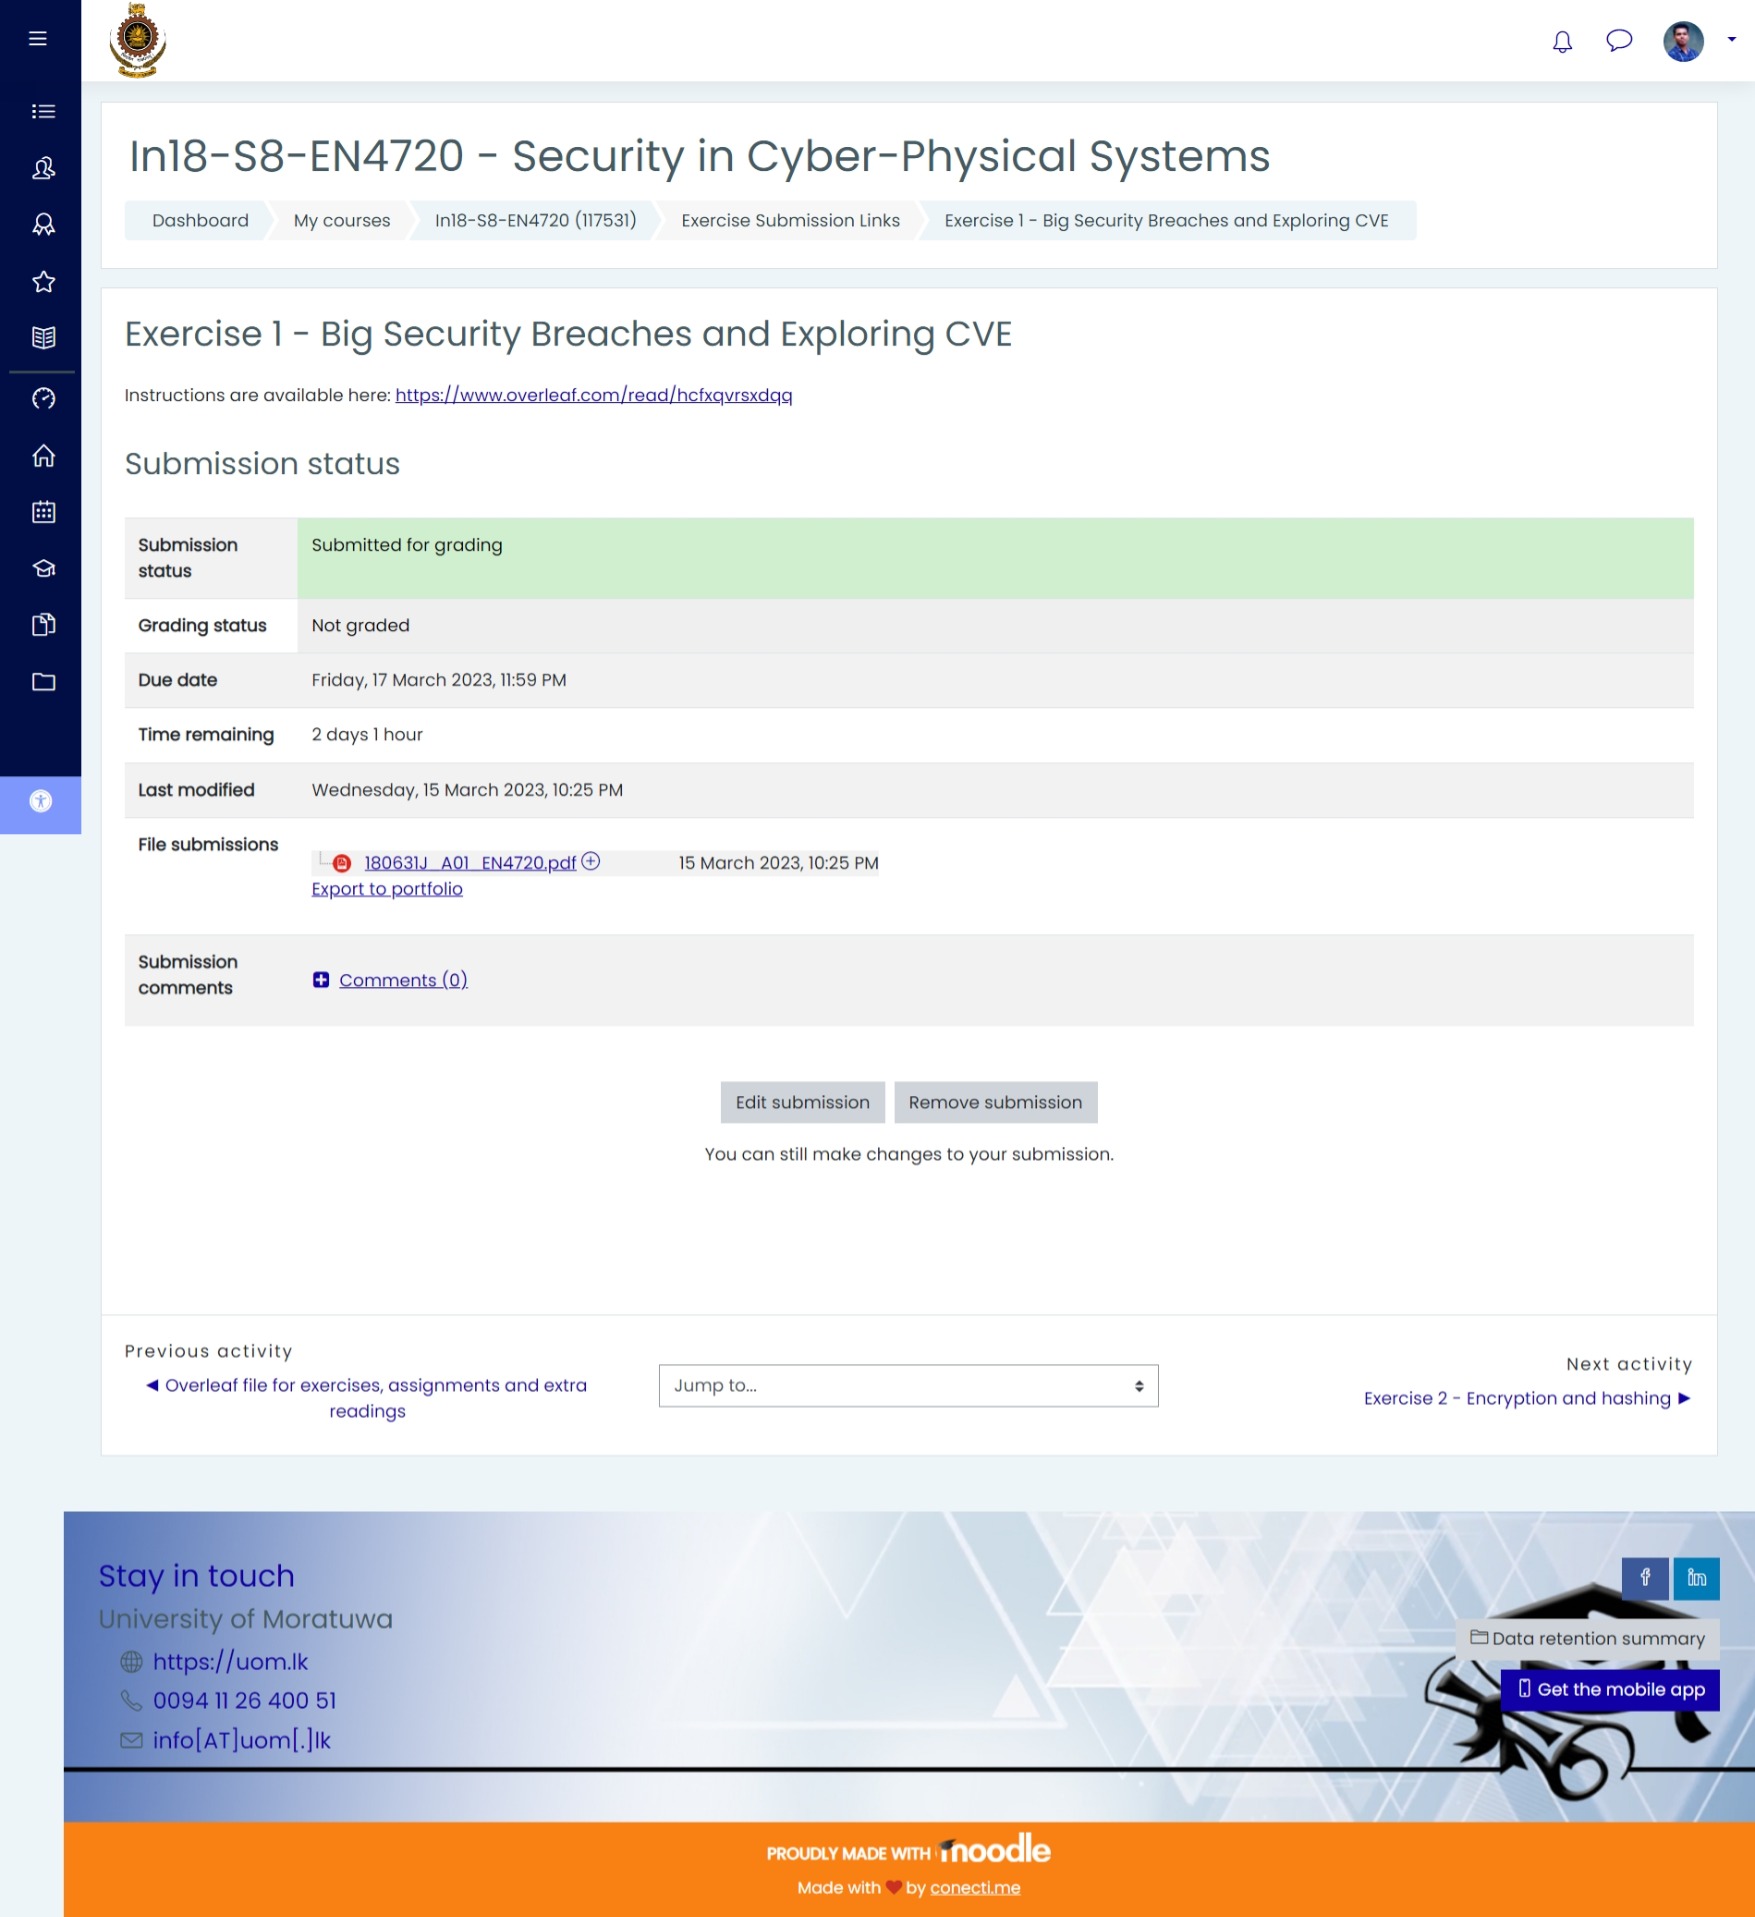 In18-S8-EN4720 - Security in Cyber-Physical Systems
Dashboard
My courses
In18-S8-EN4720 (117531)
Exercise Submission Links
Exercise 1 - Big Security Breaches and Exploring CVE
Exercise 1 - Big Security Breaches and Exploring CVE
Instructions are available here: https://www.overleaf.com/read/hcfxqvrsxdqq
Submission status
Submission
status
Submitted for grading
Grading status
Not graded
Due date
Friday, 17 March 2023, 11:59 PM
Time remaining
2 days 1 hour
Last modified
Wednesday, 15 March 2023, 10:25 PM
File submissions
180631J_A01_EN4720.pdf
15 March 2023, 10:25 PM
Export to portfolio
Submission
comments
Comments (0)
Edit submission
Remove submission
You can still make changes to your submission.
Previous activity
◄ Overleaf file for exercises, assignments and extra
readings
Jump to...
Next activity
Exercise 2 - Encryption and hashing ►
Stay in touch
University of Moratuwa
https://uom.lk
0094 11 26 400 51
info[AT]uom[.]lk
Data retention summary
Get the mobile app
PROUDLY MADE WITH moodle
Made with ❤ by conecti.me